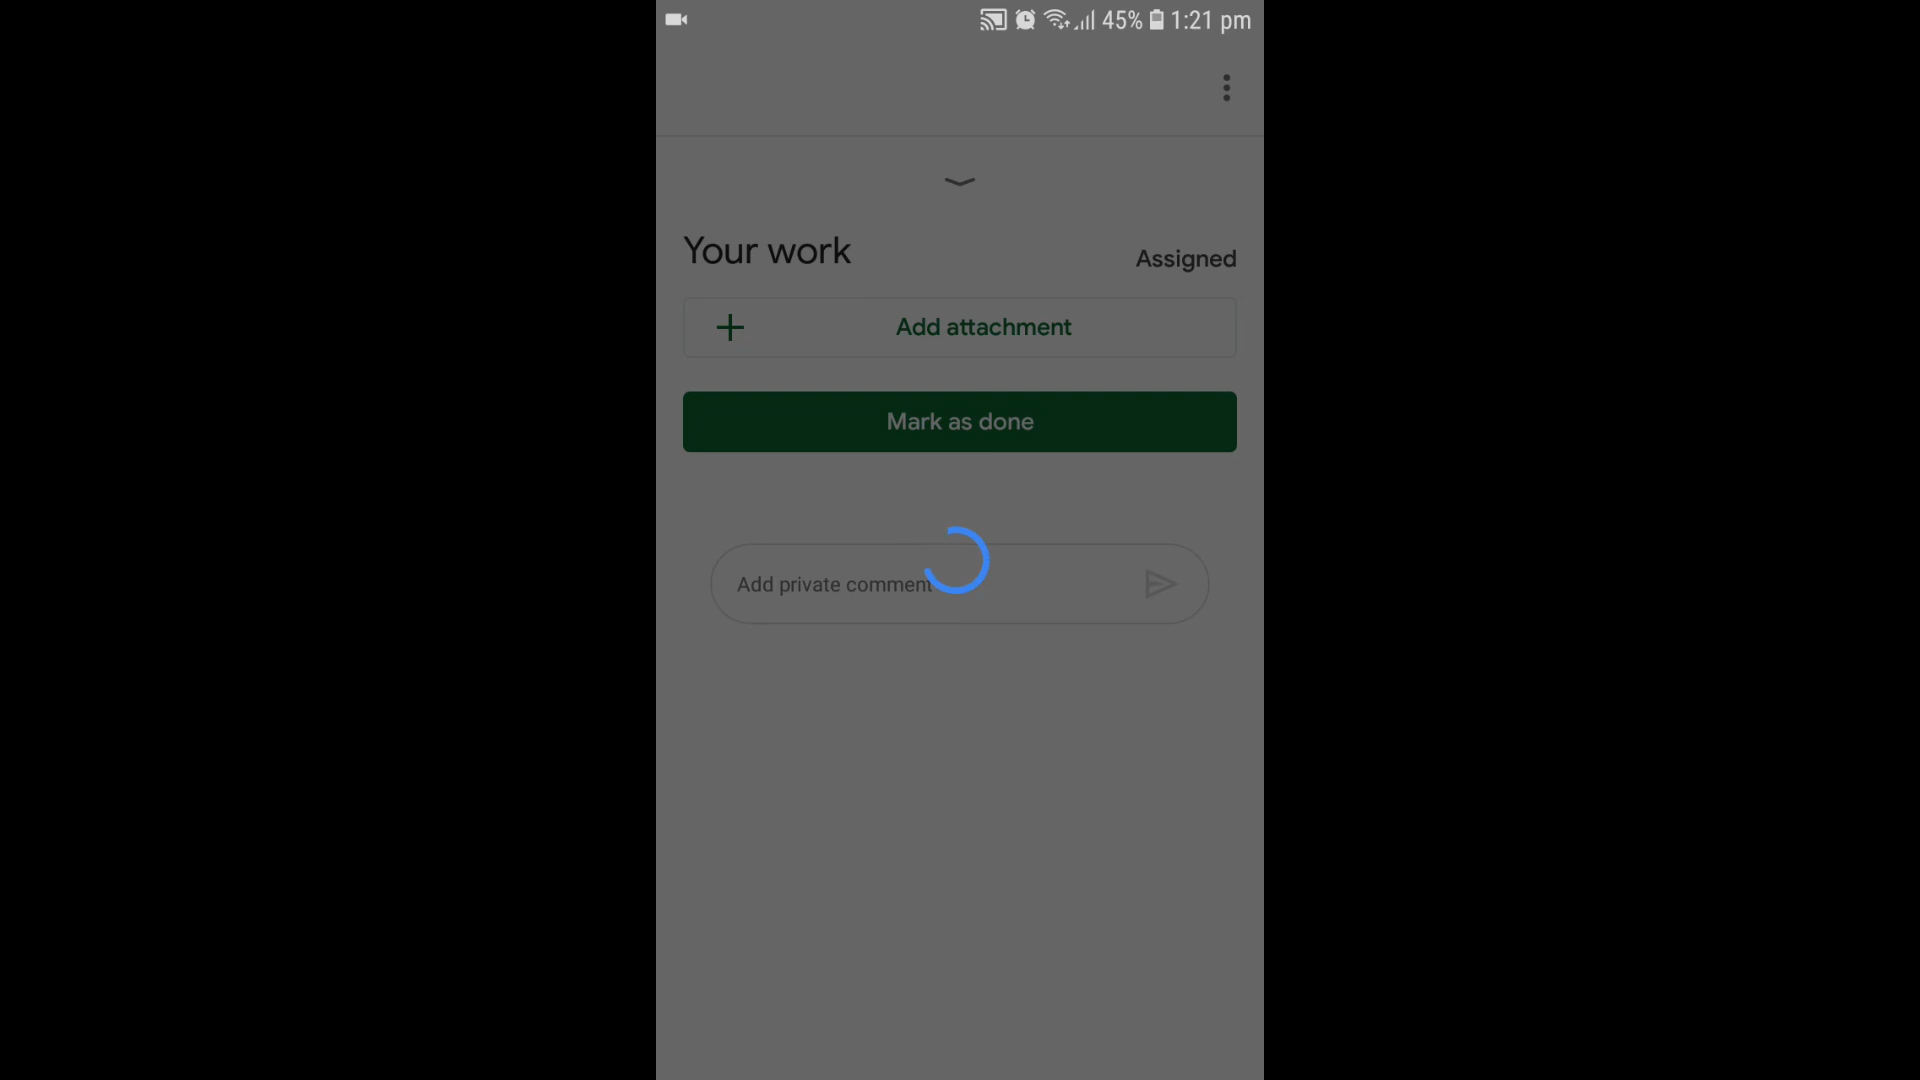 45% 1:21 pm
Your work
Assigned
Add attachment
Mark as done
Add private comment